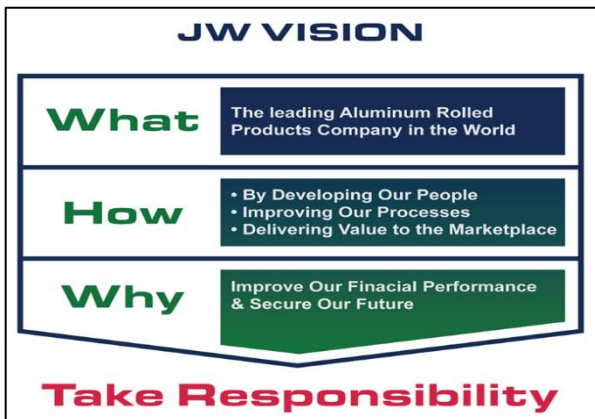 JW VISION
What
The leading Aluminum Rolled
Products Company in the World
How
• By Developing Our People
• Improving Our Processes
• Delivering Value to the Marketplace
Why
Improve Our Finacial Performance
& Secure Our Future
Take Responsibility